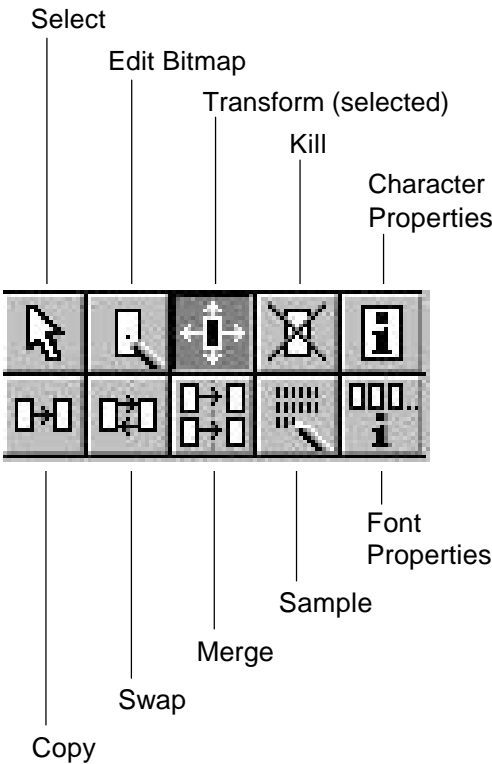 Select
Edit Bitmap
Transform (selected)
Kill
Character
Properties
Font
Properties
Sample
Merge
Swap
Copy